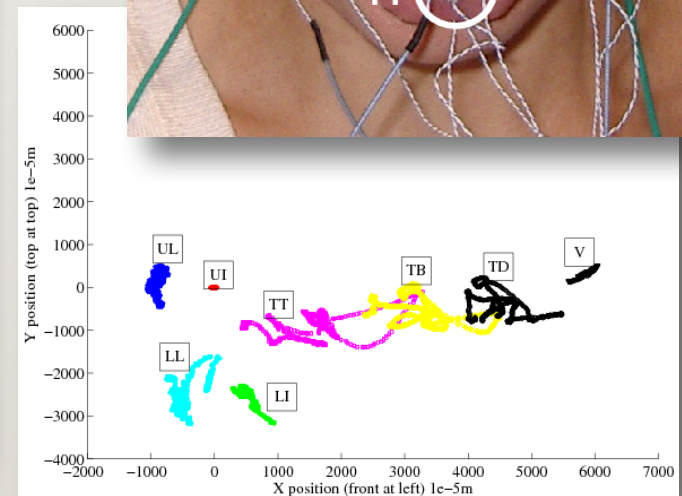 6000
5000
4000
3000
2000
1000
0
−1000
−2000
−3000
−4000
Y position (top at top) 1e−5m
UL
UI
TT
TB
TD
V
LL
LI
−2000 −1000 0 1000 2000 3000 4000 5000 6000 7000
X position (front at left) 1e−5m